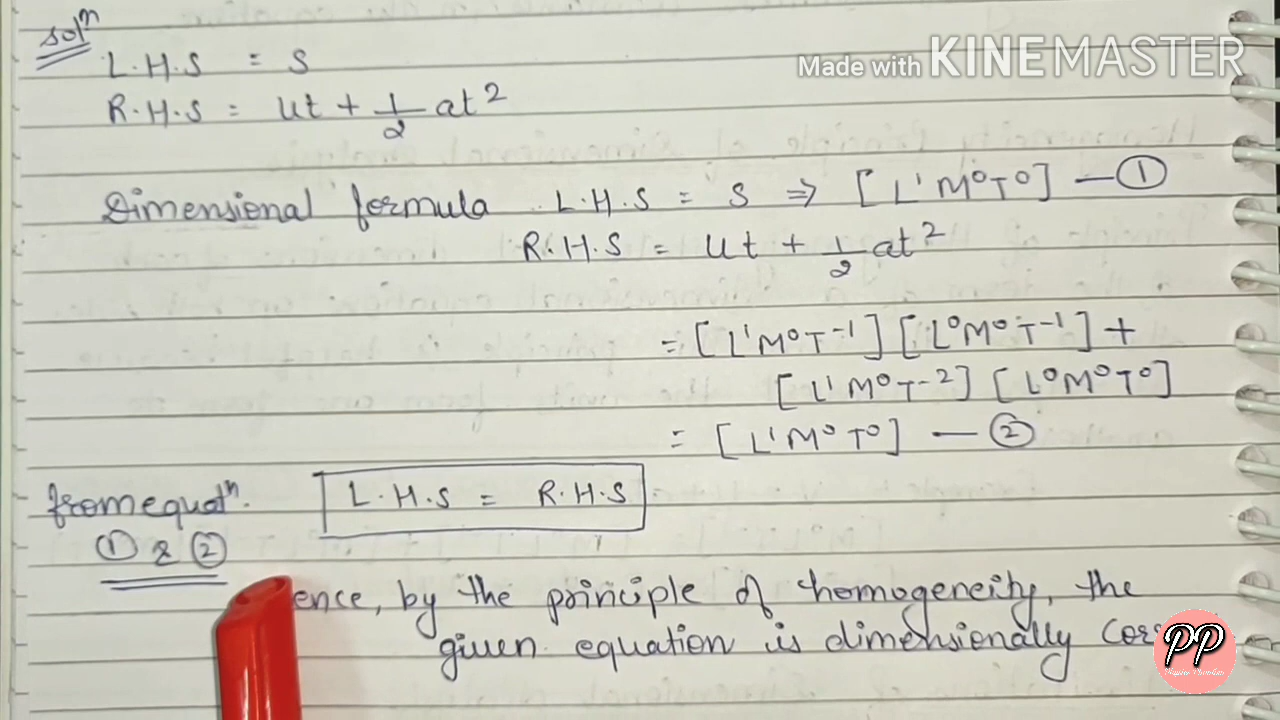 Solⁿ
L.H.S = S
Made with KINEMASTER
R.H.S = ut + 1/2 at²
Dimensional formula L.H.S = S ⇒ [L¹M⁰T⁰] — ①
R.H.S = ut + 1/2 at²
= [L¹M⁰T⁻¹] [L⁰M⁰T⁻¹] +
[L¹M⁰T⁻²] [L⁰M⁰T⁰]
= [L¹M⁰T⁰] — ②
from equatⁿ. L.H.S = R.H.S
① & ②
ence, by the principle of homogeneity, the
given equation is dimensionally
PP